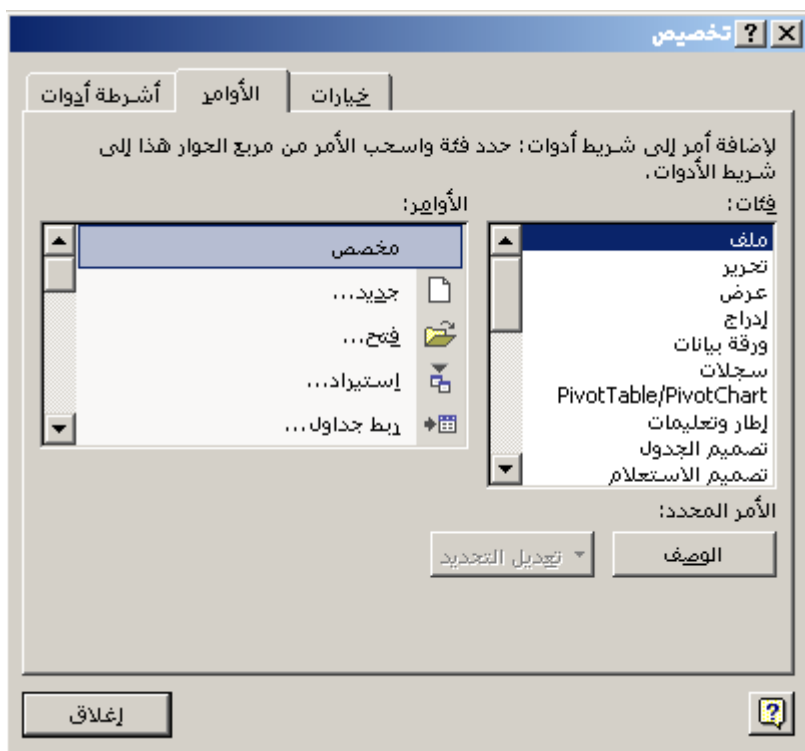 تخصيص
خيارات
الأوامر
أشرطة أدوات
لإضافة أمر إلى شريط أدوات: حدد فئة واسحب الأمر من مربع الحوار هذا إلى
شريط الأدوات.
فئات:
ملف
تحرير
عرض
إدراج
ورقة بيانات
سجلات
PivotTable/PivotChart
إطار وتعليمات
تصميم الجدول
تصميم الاستعلام
الأوامر:
مخصص
جديد...
فتح...
إستيراد...
ربط جداول...
الأمر المحدد:
الوصف
تعديل التحديد
إغلاق